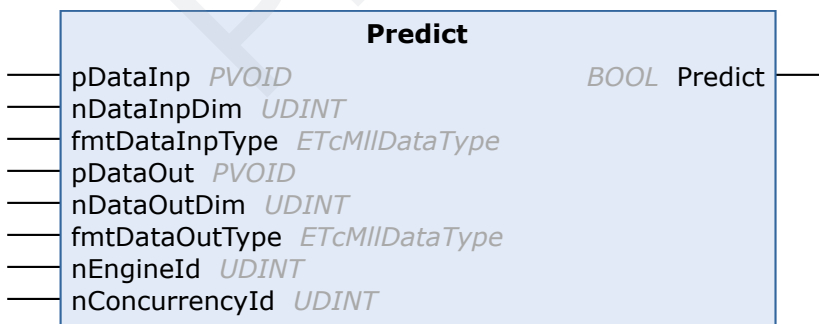 Predict
pDataInp PVOID BOOL Predict
nDataInpDim UDINT
fmtDataInpType ETcMllDataType
pDataOut PVOID
nDataOutDim UDINT
fmtDataOutType ETcMllDataType
nEngineId UDINT
nConcurrencyId UDINT